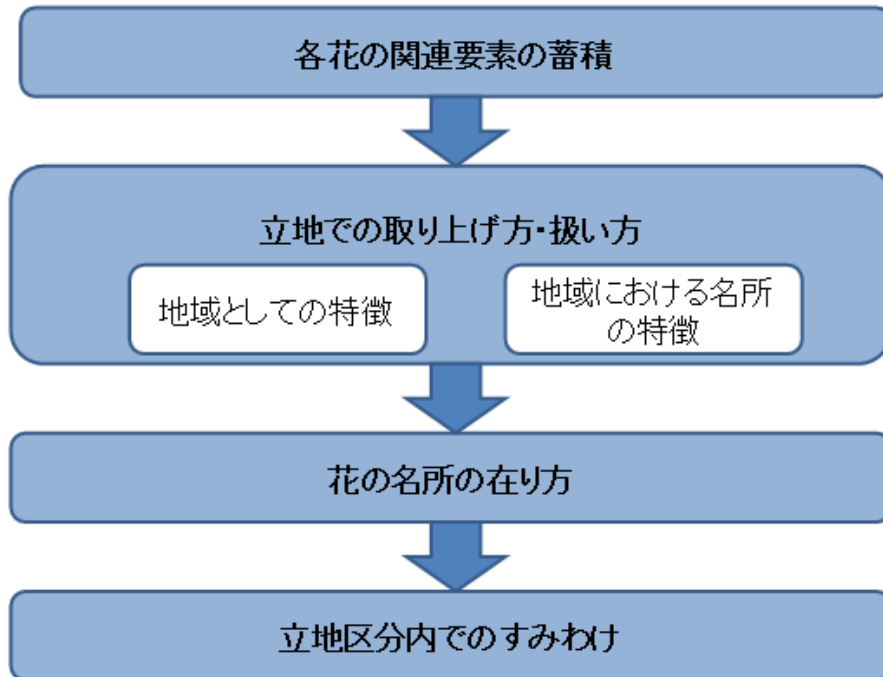 各花の関連要素の蓄積
立地での取り上げ方・扱い方
地域としての特徴
地域における名所
の特徴
花の名所の在り方
立地区分内でのすみわけ